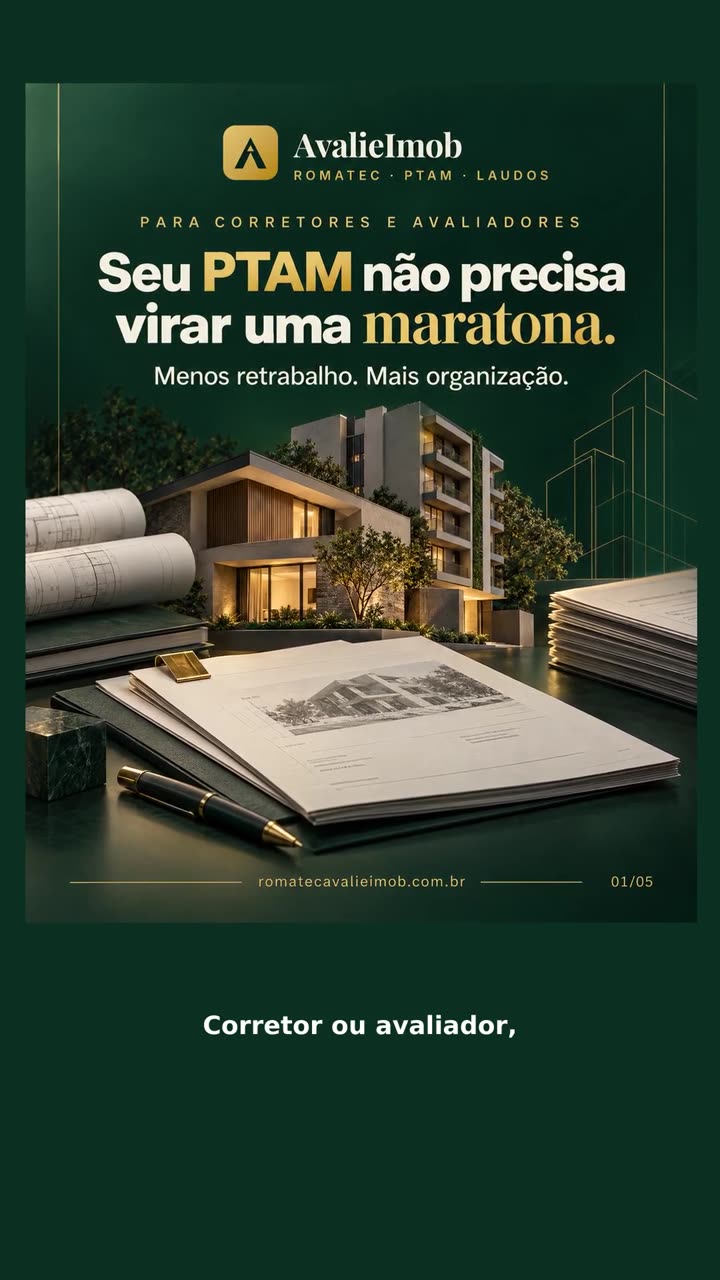 AvalieImob
ROMATEC · PTAM · LAUDOS
PARA CORRETORES E AVALIADORES
Seu PTAM não precisa
virar uma maratona.
Menos retrabalho. Mais organização.
romatecavalieimob.com.br
01/05
Corretor ou avaliador,